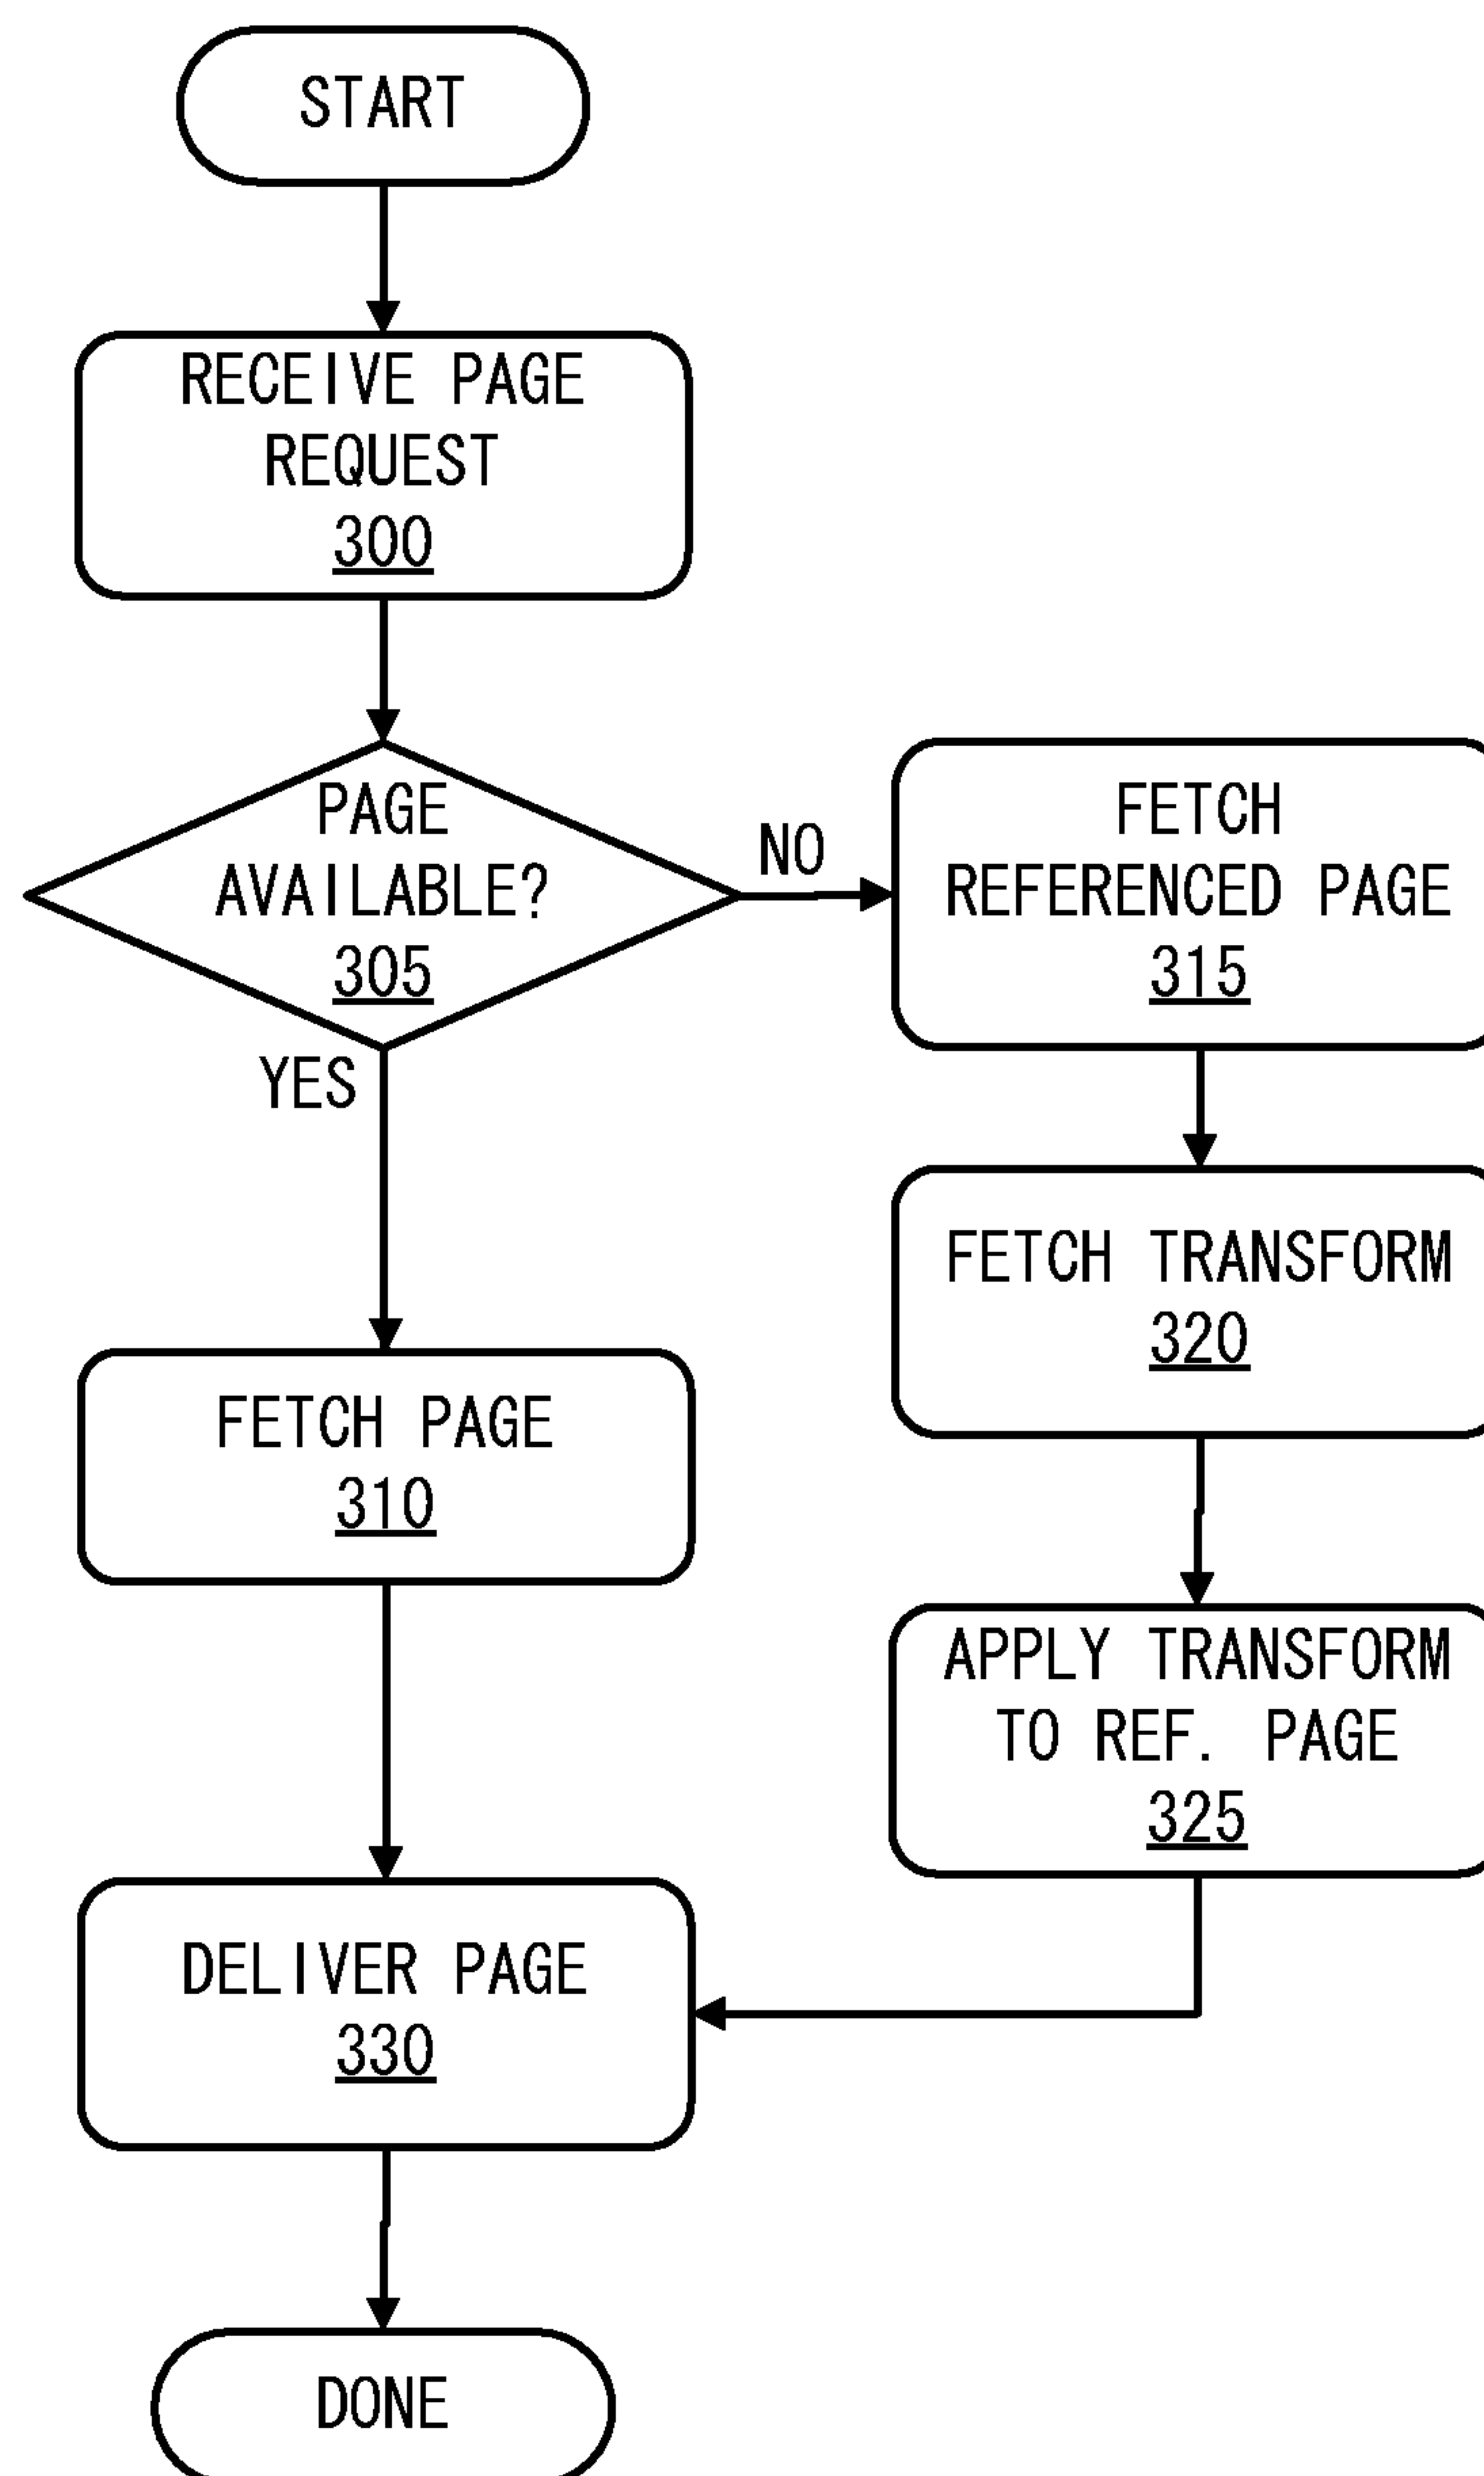 START
RECEIVE PAGE
REQUEST
300
PAGE
AVAILABLE?
305
NO
YES
FETCH
REFERENCED PAGE
315
FETCH TRANSFORM
320
FETCH PAGE
310
APPLY TRANSFORM
TO REF. PAGE
325
DELIVER PAGE
330
DONE